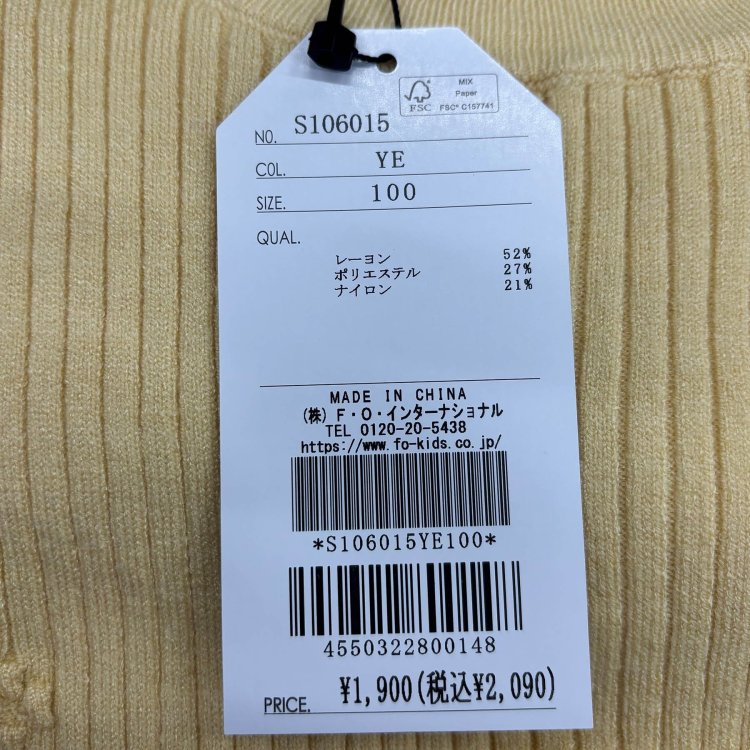 MIX
Paper
FSC
FSC® C157741
NO. S106015
COL. YE
SIZE. 100
QUAL.
レーヨン 52%
ポリエステル 27%
ナイロン 21%
MADE IN CHINA
(株) F・O・インターナショナル
TEL 0120-20-5438
https://www.fo-kids.co.jp/
*S106015YE100*
4550322800148
PRICE. ¥1,900(税込¥2,090)